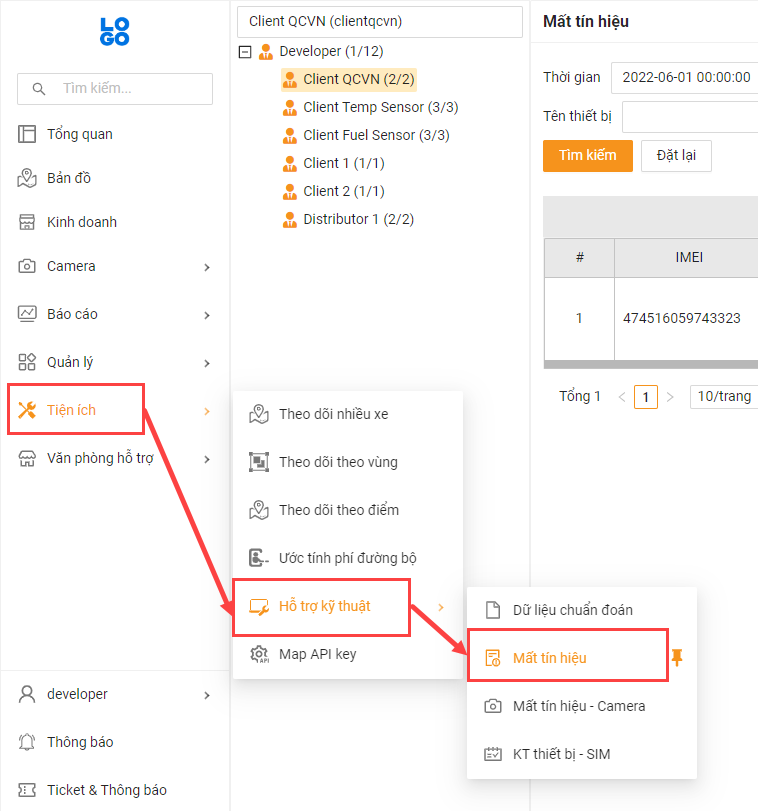 LO
GO
Tìm kiếm...
Tổng quan
Bản đồ
Kinh doanh
Camera
Báo cáo
Quản lý
Tiện ích
Văn phòng hỗ trợ
developer
Thông báo
Ticket & Thông báo
Client QCVN (clientqcvn)
Developer (1/12)
Client QCVN (2/2)
Client Temp Sensor (3/3)
Client Fuel Sensor (3/3)
Client 1 (1/1)
Client 2 (1/1)
Distributor 1 (2/2)
Theo dõi nhiều xe
Theo dõi theo vùng
Theo dõi theo điểm
Ước tính phí đường bộ
Hỗ trợ kỹ thuật
API Map API key
Dữ liệu chuẩn đoán
Mất tín hiệu
Mất tín hiệu - Camera
KT thiết bị - SIM
Mất tín hiệu
Thời gian 2022-06-01 00:00:00
Tên thiết bị
Tìm kiếm Đặt lại
# IMEI
1 474516059743323
Tổng 1 < 1 > 10/trang